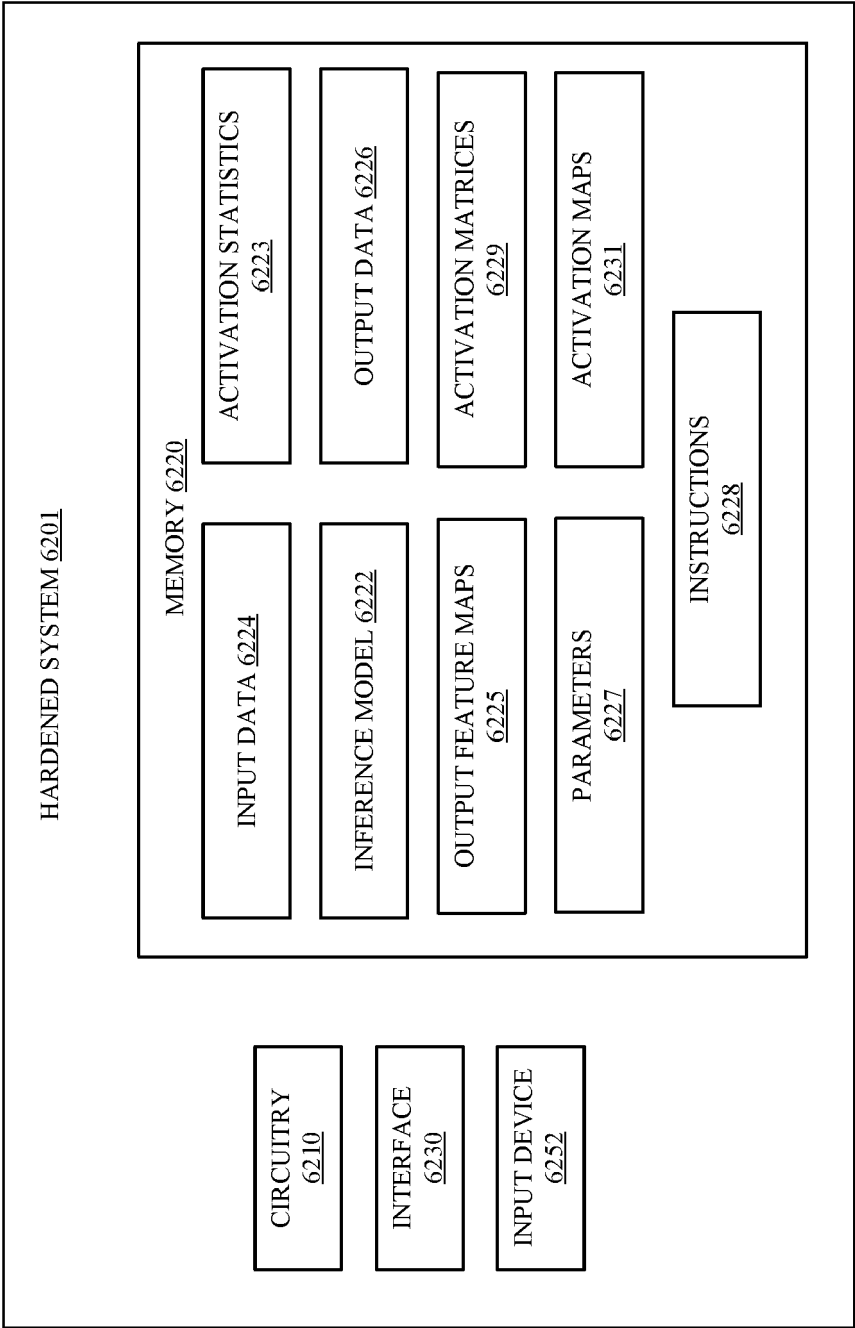 HARDENED SYSTEM 6201
CIRCUITRY
6210
INTERFACE
6230
INPUT DEVICE
6252
MEMORY 6220
INPUT DATA 6224
ACTIVATION STATISTICS
6223
INFERENCE MODEL 6222
OUTPUT DATA 6226
OUTPUT FEATURE MAPS
6225
ACTIVATION MATRICES
6229
PARAMETERS
6227
ACTIVATION MAPS
6231
INSTRUCTIONS
6228